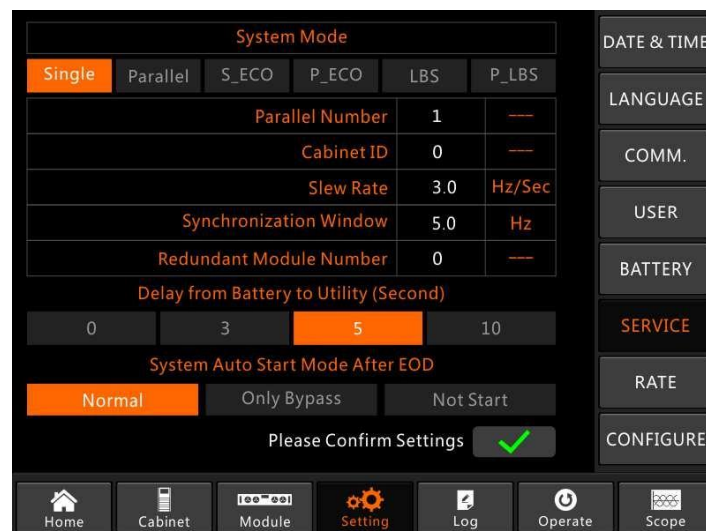 System Mode
DATE & TIME
Single Parallel S_ECO P_ECO LBS P_LBS
LANGUAGE
Parallel Number 1 ---
Cabinet ID 0 ---
COMM.
Slew Rate 3.0 Hz/Sec
Synchronization Window 5.0 Hz
USER
Redundant Module Number 0 ---
BATTERY
Delay from Battery to Utility (Second)
0 3 5 10
SERVICE
System Auto Start Mode After EOD
RATE
Normal Only Bypass Not Start
Please Confirm Settings
CONFIGURE
Home Cabinet Module Setting Log Operate Scope